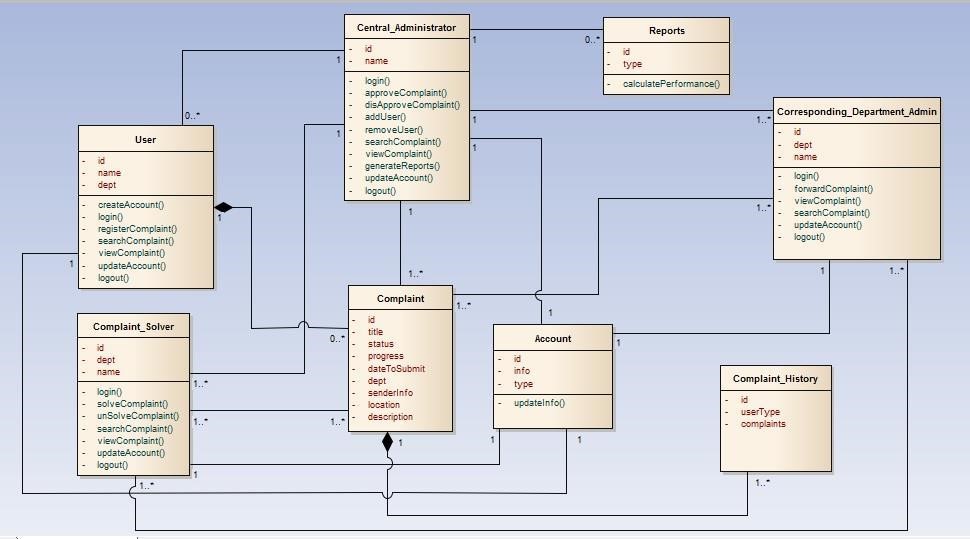 Central_Administrator
- id
- name
- login()
- approveComplaint()
- disApproveComplaint()
- addUser()
- removeUser()
- searchComplaint()
- viewComplaint()
- generateReports()
- updateAccount()
- logout()
1
0..*
Reports
- id
- type
- calculatePerformance()
1
0..*
1
1..*
1
1
Corresponding_Department_Admin
- id
- dept
- name
- login()
- forwardComplaint()
- viewComplaint()
- searchComplaint()
- updateAccount()
- logout()
User
- id
- name
- dept
- createAccount()
- login()
- registerComplaint()
- searchComplaint()
- viewComplaint()
- updateAccount()
- logout()
1
1
1
1..*
1..*
1..*
1
1..*
Complaint
- id
- title
- status
- progress
- dateToSubmit
- dept
- senderInfo
- location
- description
0..*
1..*
1
1
1
Account
- id
- info
- type
- updateInfo()
1
1
Complaint_Solver
- id
- dept
- name
- login()
- solveComplaint()
- unSolveComplaint()
- searchComplaint()
- viewComplaint()
- updateAccount()
- logout()
1..*
1..*
1
1..*
Complaint_History
- id
- userType
- complaints
1..*